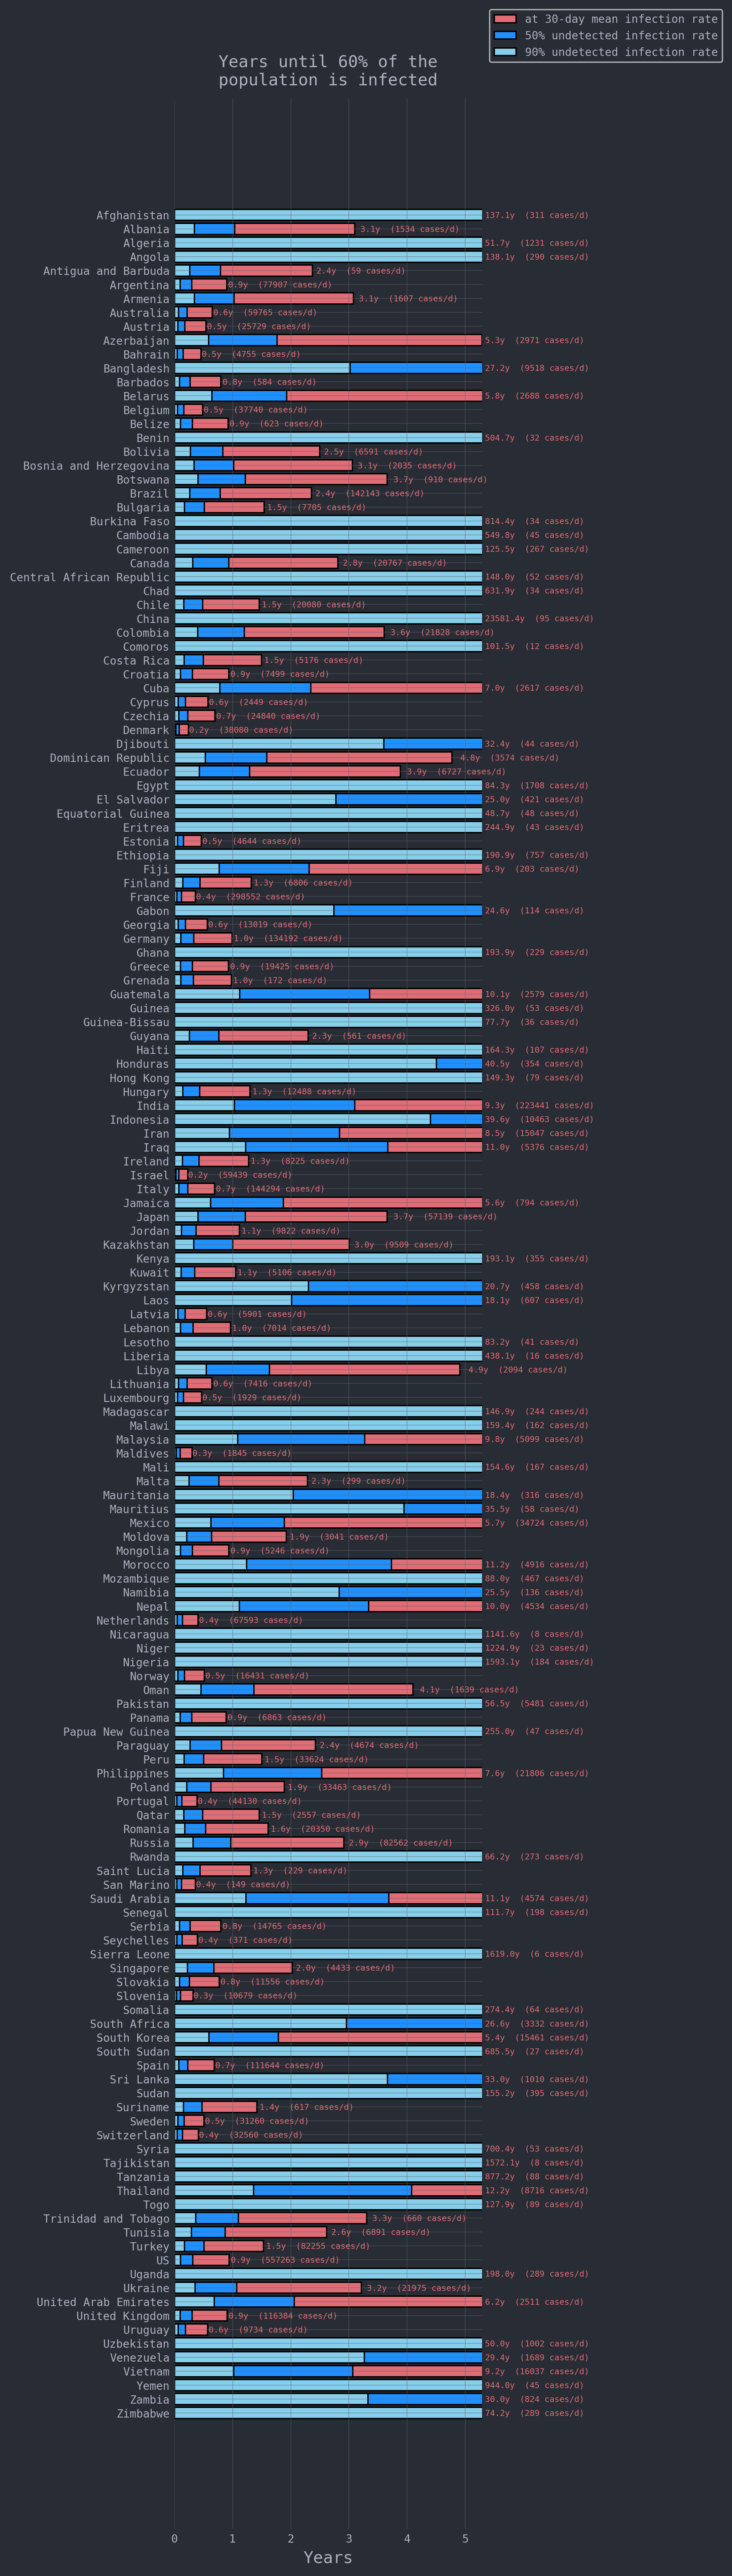 at 30-day mean infection rate
50% undetected infection rate
90% undetected infection rate
Years until 60% of the
population is infected
Afghanistan 137.1y (311 cases/d)
Albania 3.1y (1534 cases/d)
Algeria 51.7y (1231 cases/d)
Angola 138.1y (290 cases/d)
Antigua and Barbuda 2.4y (59 cases/d)
Argentina 0.9y (77907 cases/d)
Armenia 3.1y (1607 cases/d)
Australia 0.6y (59765 cases/d)
Austria 0.5y (25729 cases/d)
Azerbaijan 5.3y (2971 cases/d)
Bahrain 0.5y (4755 cases/d)
Bangladesh 27.2y (9518 cases/d)
Barbados 0.8y (584 cases/d)
Belarus 5.8y (2688 cases/d)
Belgium 0.5y (37740 cases/d)
Belize 0.9y (623 cases/d)
Benin 504.7y (32 cases/d)
Bolivia 2.5y (6591 cases/d)
Bosnia and Herzegovina 3.1y (2035 cases/d)
Botswana 3.7y (910 cases/d)
Brazil 2.4y (142143 cases/d)
Bulgaria 1.5y (7705 cases/d)
Burkina Faso 814.4y (34 cases/d)
Cambodia 549.8y (45 cases/d)
Cameroon 125.5y (267 cases/d)
Canada 2.8y (20767 cases/d)
Central African Republic 148.0y (52 cases/d)
Chad 631.9y (34 cases/d)
Chile 1.5y (20080 cases/d)
China 23581.4y (95 cases/d)
Colombia 3.6y (21828 cases/d)
Comoros 101.5y (12 cases/d)
Costa Rica 1.5y (5176 cases/d)
Croatia 0.9y (7499 cases/d)
Cuba 7.0y (2617 cases/d)
Cyprus 0.6y (2449 cases/d)
Czechia 0.7y (24840 cases/d)
Denmark 0.2y (38080 cases/d)
Djibouti 32.4y (44 cases/d)
Dominican Republic 4.8y (3574 cases/d)
Ecuador 3.9y (6727 cases/d)
Egypt 84.3y (1708 cases/d)
El Salvador 25.0y (421 cases/d)
Equatorial Guinea 48.7y (48 cases/d)
Eritrea 244.9y (43 cases/d)
Estonia 0.5y (4644 cases/d)
Ethiopia 190.9y (757 cases/d)
Fiji 6.9y (203 cases/d)
Finland 1.3y (6806 cases/d)
France 0.4y (298552 cases/d)
Gabon 24.6y (114 cases/d)
Georgia 0.6y (13019 cases/d)
Germany 1.0y (134192 cases/d)
Ghana 193.9y (229 cases/d)
Greece 0.9y (19425 cases/d)
Grenada 1.0y (172 cases/d)
Guatemala 10.1y (2579 cases/d)
Guinea 326.0y (53 cases/d)
Guinea-Bissau 77.7y (36 cases/d)
Guyana 2.3y (561 cases/d)
Haiti 164.3y (107 cases/d)
Honduras 40.5y (354 cases/d)
Hong Kong 149.3y (79 cases/d)
Hungary 1.3y (12488 cases/d)
India 9.3y (223441 cases/d)
Indonesia 39.6y (10463 cases/d)
Iran 8.5y (15047 cases/d)
Iraq 11.0y (5376 cases/d)
Ireland 1.3y (8225 cases/d)
Israel 0.2y (59439 cases/d)
Italy 0.7y (144294 cases/d)
Jamaica 5.6y (794 cases/d)
Japan 3.7y (57139 cases/d)
Jordan 1.1y (9822 cases/d)
Kazakhstan 3.0y (9509 cases/d)
Kenya 193.1y (355 cases/d)
Kuwait 1.1y (5106 cases/d)
Kyrgyzstan 20.7y (458 cases/d)
Laos 18.1y (607 cases/d)
Latvia 0.6y (5901 cases/d)
Lebanon 1.0y (7014 cases/d)
Lesotho 83.2y (41 cases/d)
Liberia 438.1y (16 cases/d)
Libya 4.9y (2094 cases/d)
Lithuania 0.6y (7416 cases/d)
Luxembourg 0.5y (1929 cases/d)
Madagascar 146.9y (244 cases/d)
Malawi 159.4y (162 cases/d)
Malaysia 9.8y (5099 cases/d)
Maldives 0.3y (1845 cases/d)
Mali 154.6y (167 cases/d)
Malta 2.3y (299 cases/d)
Mauritania 18.4y (316 cases/d)
Mauritius 35.5y (58 cases/d)
Mexico 5.7y (34724 cases/d)
Moldova 1.9y (3041 cases/d)
Mongolia 0.9y (5246 cases/d)
Morocco 11.2y (4916 cases/d)
Mozambique 88.0y (467 cases/d)
Namibia 25.5y (136 cases/d)
Nepal 10.0y (4534 cases/d)
Netherlands 0.4y (67593 cases/d)
Nicaragua 1141.6y (8 cases/d)
Niger 1224.9y (23 cases/d)
Nigeria 1593.1y (184 cases/d)
Norway 0.5y (16431 cases/d)
Oman 4.1y (1639 cases/d)
Pakistan 56.5y (5481 cases/d)
Panama 0.9y (6863 cases/d)
Papua New Guinea 255.0y (47 cases/d)
Paraguay 2.4y (4674 cases/d)
Peru 1.5y (33624 cases/d)
Philippines 7.6y (21806 cases/d)
Poland 1.9y (33463 cases/d)
Portugal 0.4y (44130 cases/d)
Qatar 1.5y (2557 cases/d)
Romania 1.6y (20350 cases/d)
Russia 2.9y (82562 cases/d)
Rwanda 66.2y (273 cases/d)
Saint Lucia 1.3y (229 cases/d)
San Marino 0.4y (149 cases/d)
Saudi Arabia 11.1y (4574 cases/d)
Senegal 111.7y (198 cases/d)
Serbia 0.8y (14765 cases/d)
Seychelles 0.4y (371 cases/d)
Sierra Leone 1619.0y (6 cases/d)
Singapore 2.0y (4433 cases/d)
Slovakia 0.8y (11556 cases/d)
Slovenia 0.3y (10679 cases/d)
Somalia 274.4y (64 cases/d)
South Africa 26.6y (3332 cases/d)
South Korea 5.4y (15461 cases/d)
South Sudan 685.5y (27 cases/d)
Spain 0.7y (111644 cases/d)
Sri Lanka 33.0y (1010 cases/d)
Sudan 155.2y (395 cases/d)
Suriname 1.4y (617 cases/d)
Sweden 0.5y (31260 cases/d)
Switzerland 0.4y (32560 cases/d)
Syria 700.4y (53 cases/d)
Tajikistan 1572.1y (8 cases/d)
Tanzania 877.2y (88 cases/d)
Thailand 12.2y (8716 cases/d)
Togo 127.9y (89 cases/d)
Trinidad and Tobago 3.3y (660 cases/d)
Tunisia 2.6y (6891 cases/d)
Turkey 1.5y (82255 cases/d)
US 0.9y (557263 cases/d)
Uganda 198.0y (289 cases/d)
Ukraine 3.2y (21975 cases/d)
United Arab Emirates 6.2y (2511 cases/d)
United Kingdom 0.9y (116384 cases/d)
Uruguay 0.6y (9734 cases/d)
Uzbekistan 50.0y (1002 cases/d)
Venezuela 29.4y (1689 cases/d)
Vietnam 9.2y (16037 cases/d)
Yemen 944.0y (45 cases/d)
Zambia 30.0y (824 cases/d)
Zimbabwe 74.2y (289 cases/d)
0 1 2 3 4 5
Years